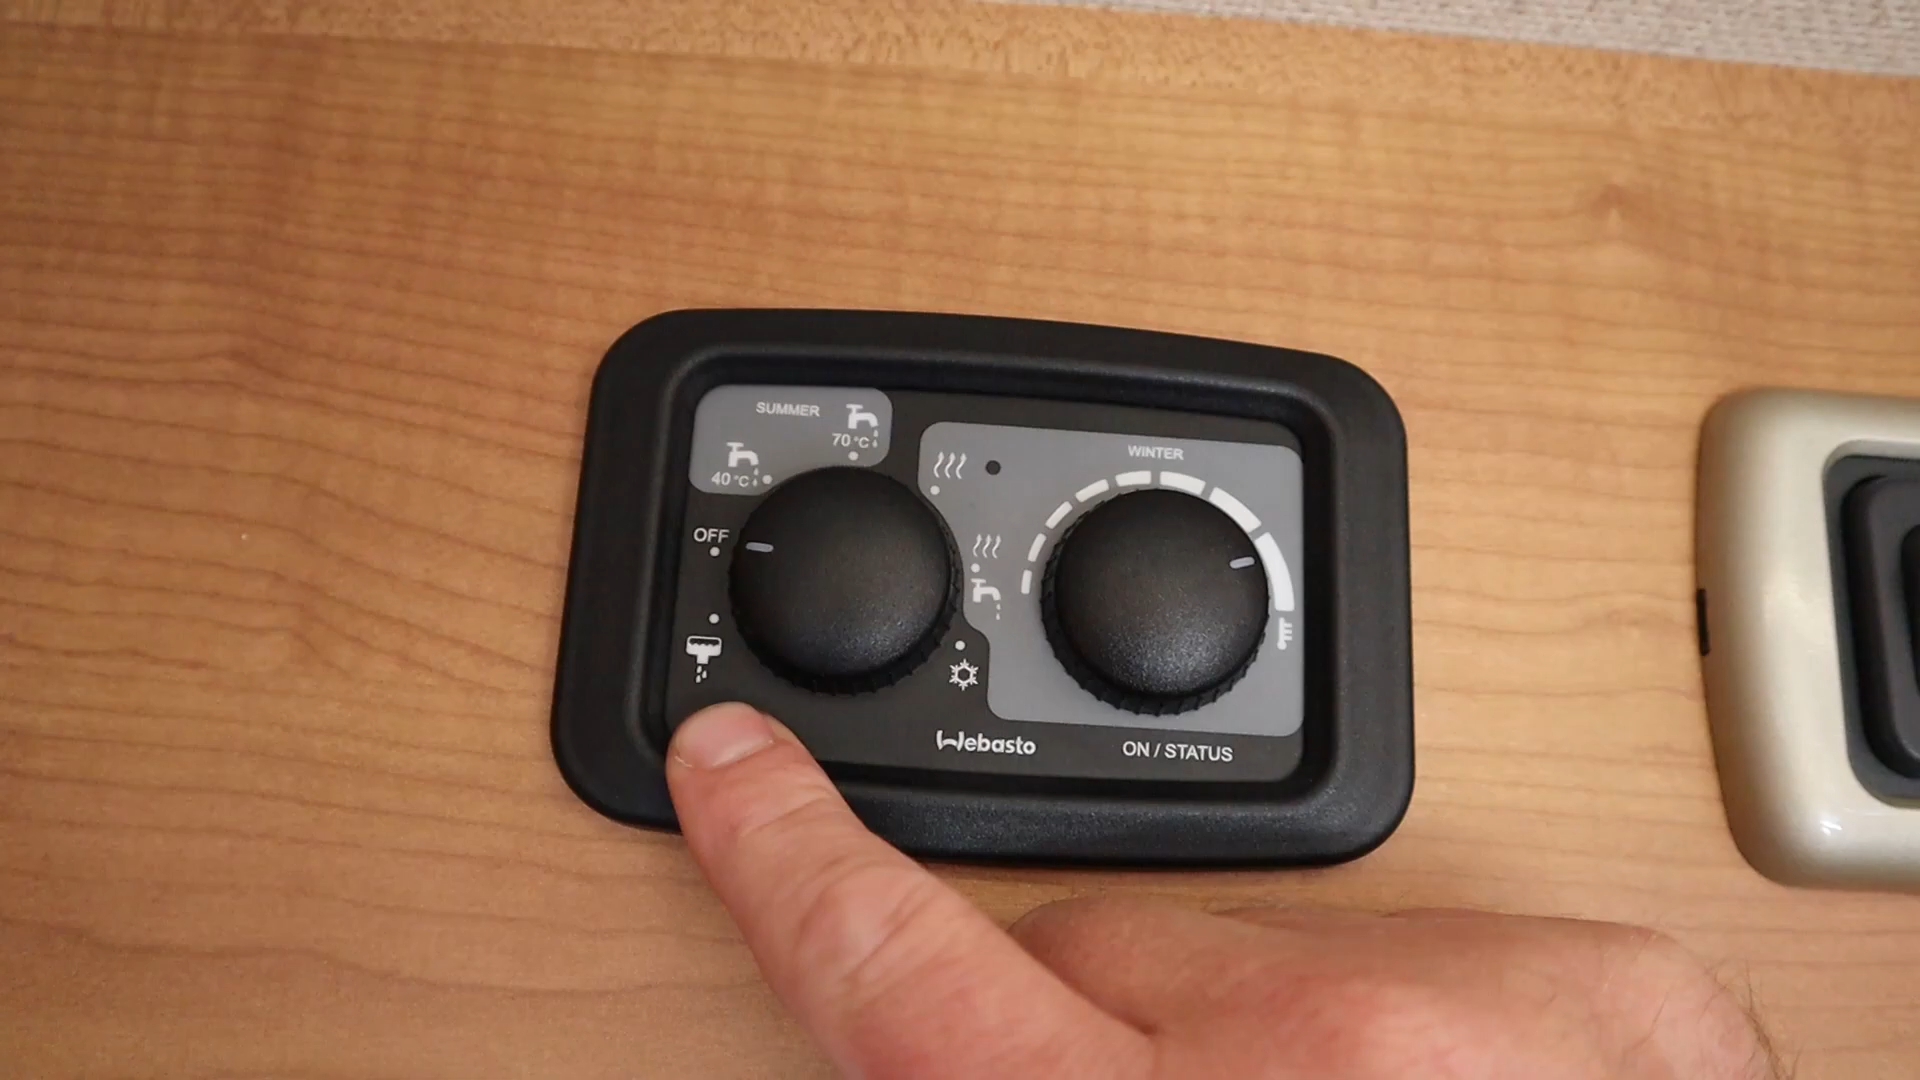 SUMMER
70 °C
40 °C
OFF
WINTER
Webasto
ON / STATUS